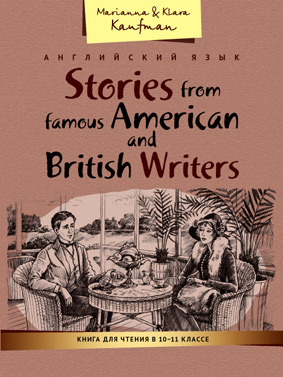 Marianna & Klara
Kaufman
АНГЛИЙСКИЙ ЯЗЫК
Stories from
famous American
and
British Writers
КНИГА ДЛЯ ЧТЕНИЯ В 10–11 КЛАССЕ